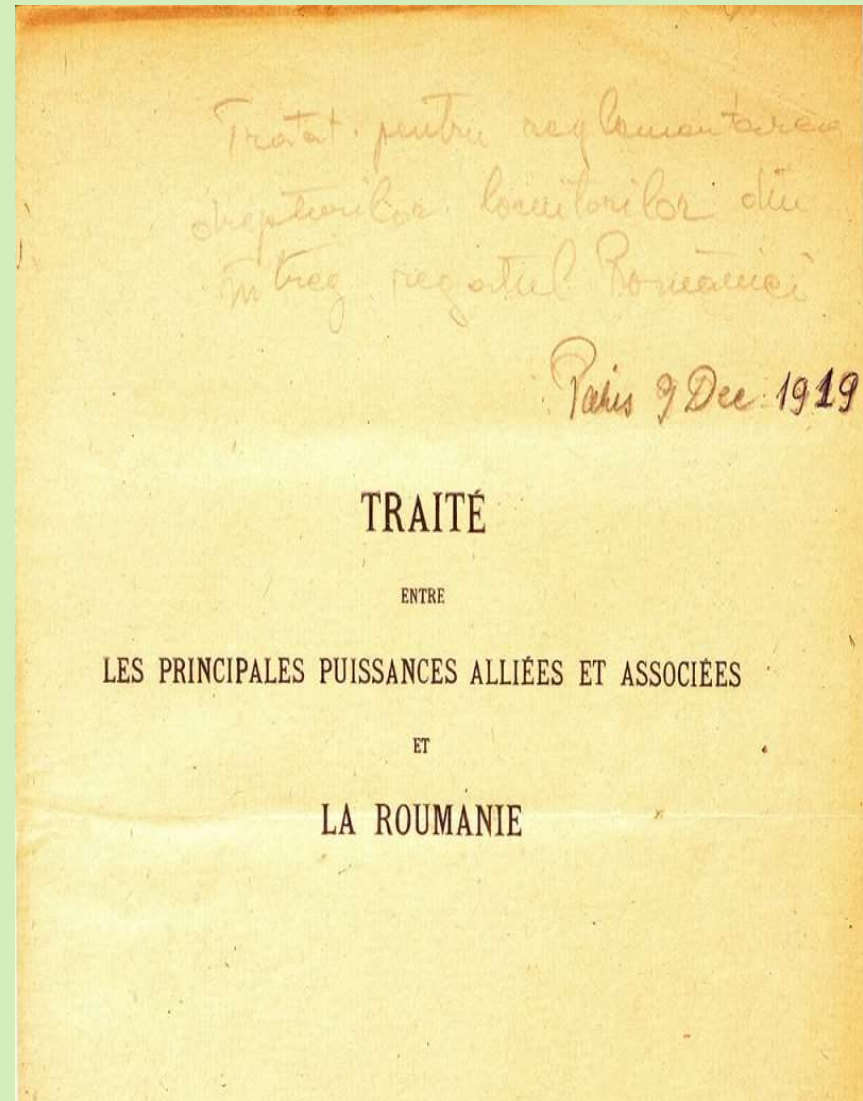 Tratat pentru reglementarea
drepturilor locuitorilor din
întreg regatul României
Paris 9 Dec 1919
TRAITÉ
ENTRE
LES PRINCIPALES PUISSANCES ALLIÉES ET ASSOCIÉES
ET
LA ROUMANIE